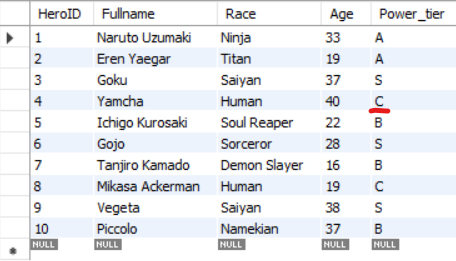 HeroID Fullname Race Age Power_tier
1 Naruto Uzumaki Ninja 33 A
2 Eren Yaegar Titan 19 A
3 Goku Saiyan 37 S
4 Yamcha Human 40 C
5 Ichigo Kurosaki Soul Reaper 22 B
6 Gojo Sorceror 28 S
7 Tanjiro Kamado Demon Slayer 16 B
8 Mikasa Ackerman Human 19 C
9 Vegeta Saiyan 38 S
10 Piccolo Namekian 37 B
NULL NULL NULL NULL NULL